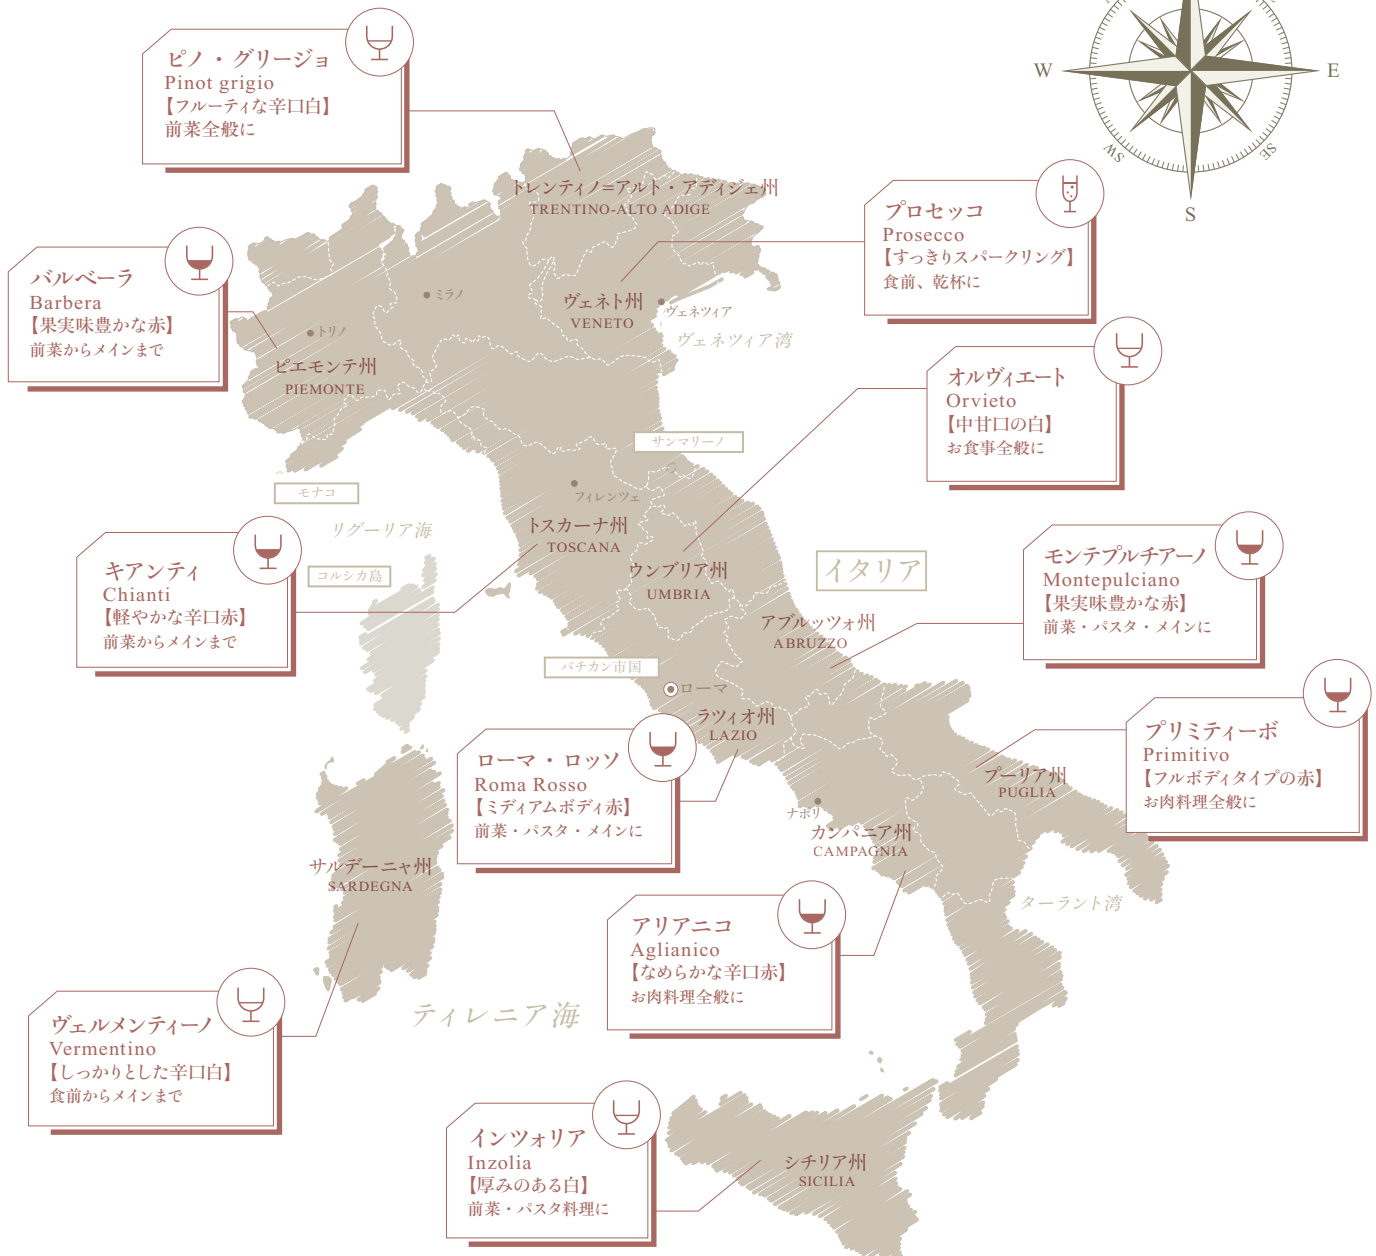 ピノ・グリージョ
Pinot grigio
【フルーティな辛口白】
前菜全般に
W
E
SW
SE
S
トレンティノ=アルト・アディジェ州
TRENTINO-ALTO ADIGE
プロセッコ
Prosecco
【すっきりスパークリング】
食前、乾杯に
バルベーラ
Barbera
【果実味豊かな赤】
前菜からメインまで
ミラノ
トリノ
ヴェネト州
VENETO
ヴェネツィア
ヴェネツィア湾
ピエモンテ州
PIEMONTE
オルヴィエート
Orvieto
【中甘口の白】
お食事全般に
サンマリーノ
モナコ
リグーリア海
フィレンツェ
トスカーナ州
TOSCANA
ウンブリア州
UMBRIA
イタリア
キアンティ
Chianti
【軽やかな辛口赤】
前菜からメインまで
コルシカ島
モンテプルチアーノ
Montepulciano
【果実味豊かな赤】
前菜・パスタ・メインに
アブルッツォ州
ABRUZZO
バチカン市国
ローマ
ラツィオ州
LAZIO
ローマ・ロッソ
Roma Rosso
【ミディアムボディ赤】
前菜・パスタ・メインに
プリミティーボ
Primitivo
【フルボディタイプの赤】
お肉料理全般に
プーリア州
PUGLIA
ナポリ
カンパニア州
CAMPAGNIA
サルデーニャ州
SARDEGNA
ターラント湾
アリアニコ
Aglianico
【なめらかな辛口赤】
お肉料理全般に
ティレニア海
ヴェルメンティーノ
Vermentino
【しっかりとした辛口白】
食前からメインまで
インツォリア
Inzolia
【厚みのある白】
前菜・パスタ料理に
シチリア州
SICILIA